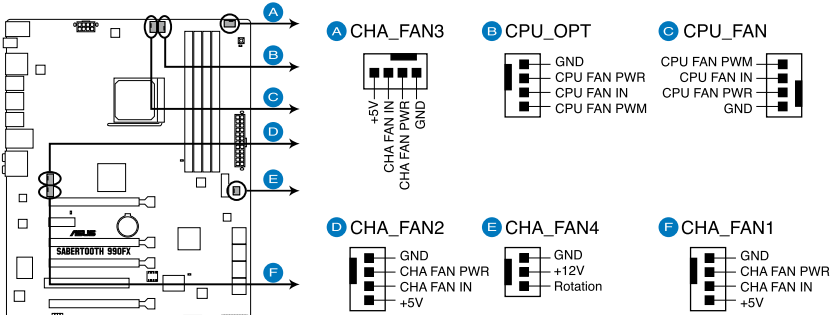 A
B
C
D
E
F
ASUS
SABERTOOTH 990FX
A CHA_FAN3
+5V
CHA FAN IN
CHA FAN PWR
GND
B CPU_OPT
GND
CPU FAN PWR
CPU FAN IN
CPU FAN PWM
C CPU_FAN
CPU FAN PWM
CPU FAN IN
CPU FAN PWR
GND
D CHA_FAN2
GND
CHA FAN PWR
CHA FAN IN
+5V
E CHA_FAN4
GND
+12V
Rotation
F CHA_FAN1
GND
CHA FAN PWR
CHA FAN IN
+5V